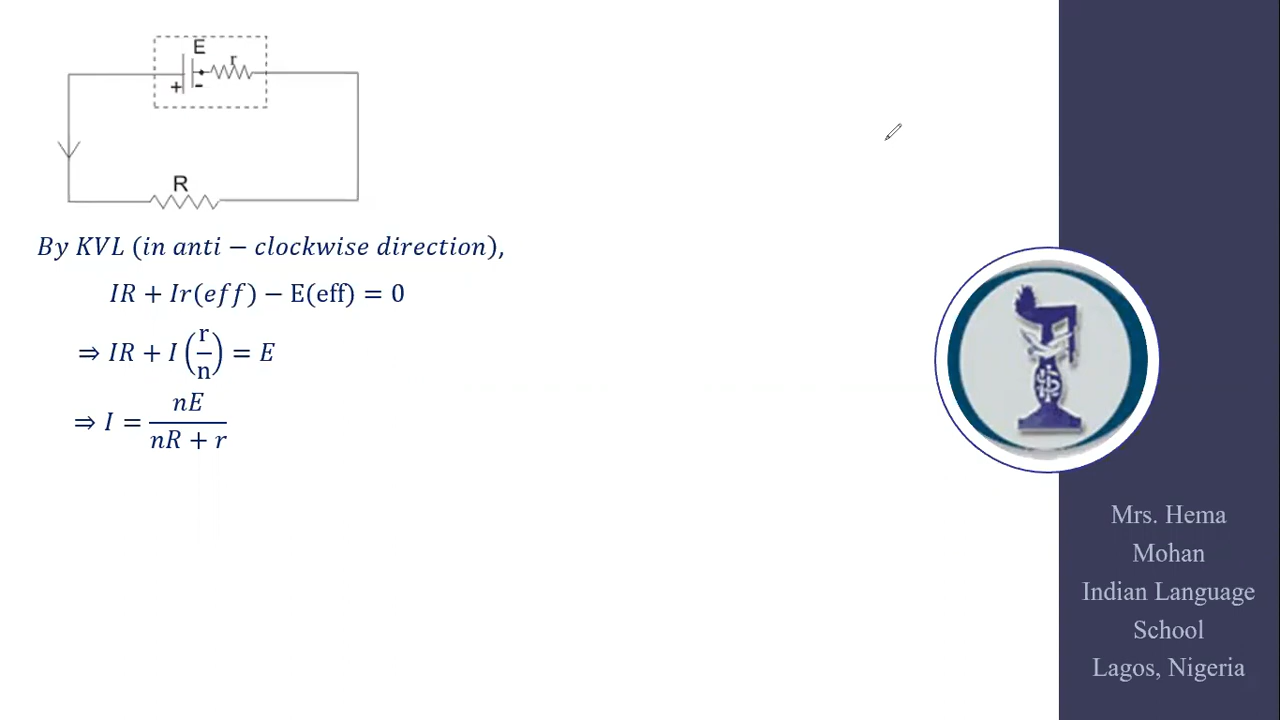 E
r
+ -
R
By KVL (in anti − clockwise direction),
IR + Ir(eff) − E(eff) = 0
⇒ IR + I (r/n) = E
⇒ I = nE/(nR + r)
Mrs. Hema
Mohan
Indian Language
School
Lagos, Nigeria